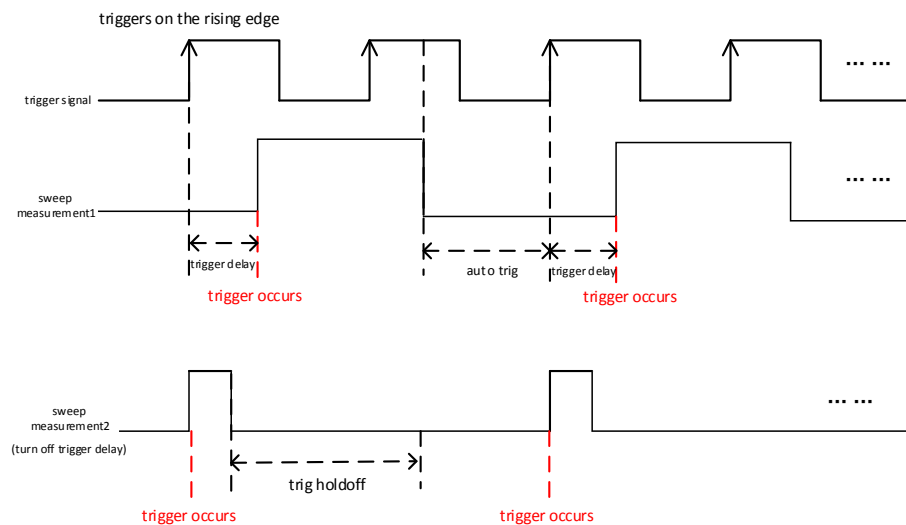 triggers on the rising edge
... ...
trigger signal
... ...
sweep
measurement1
trigger delay
auto trig
trigger delay
trigger occurs
trigger occurs
... ...
sweep
measurement2
(turn off trigger delay)
trig holdoff
trigger occurs
trigger occurs